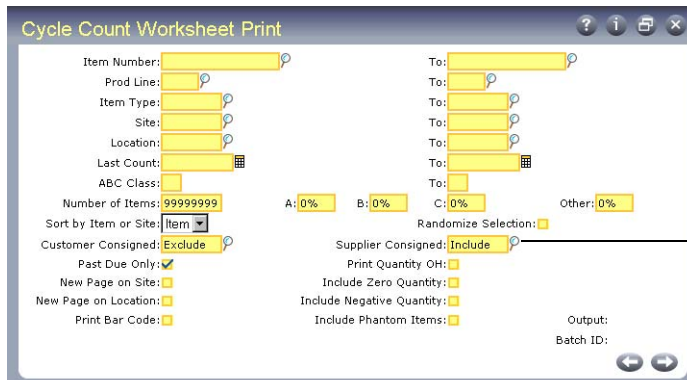 Cycle Count Worksheet Print
Item Number: To:
Prod Line: To:
Item Type: To:
Site: To:
Location: To:
Last Count: To:
ABC Class: To:
Number of Items: 99999999 A: 0% B: 0% C: 0% Other: 0%
Sort by Item or Site: Item Randomize Selection:
Customer Consigned: Exclude Supplier Consigned: Include
Past Due Only: Print Quantity OH:
New Page on Site: Include Zero Quantity:
New Page on Location: Include Negative Quantity:
Print Bar Code: Include Phantom Items: Output:
Batch ID: